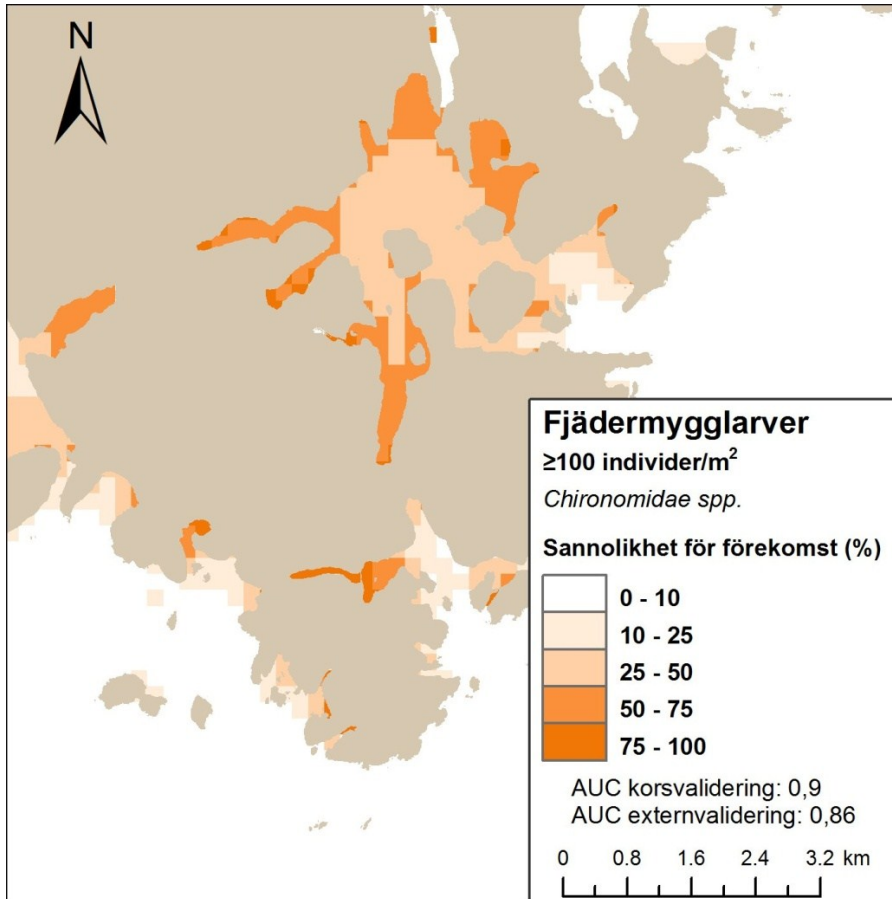 N
Fjädermygglarver
≥100 individer/m²
Chironomidae spp.
Sannolikhet för förekomst (%)
0 - 10
10 - 25
25 - 50
50 - 75
75 - 100
AUC korsvalidering: 0,9
AUC externvalidering: 0,86
0 0.8 1.6 2.4 3.2 km